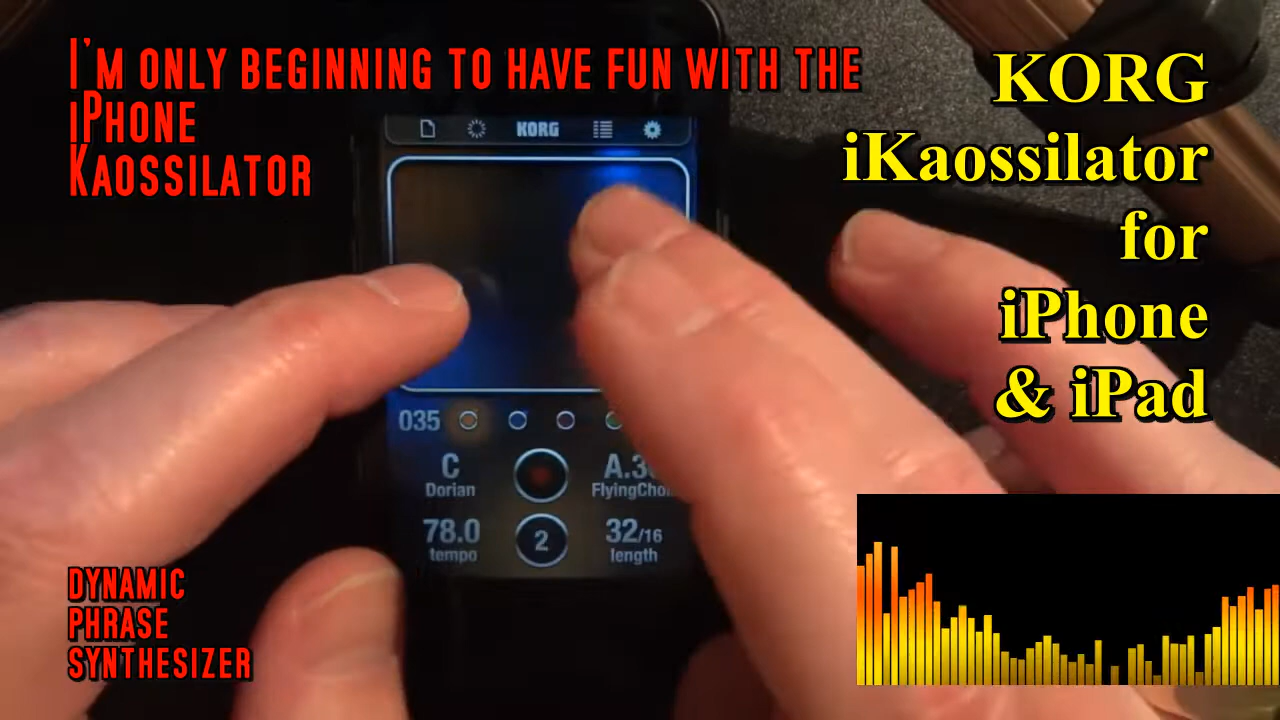 I'm only beginning to have fun with the
iPhone
Kaossilator
KORG
iKaossilator
for
iPhone
& iPad
KORG
035
C
Dorian
78.0
tempo
2
32/16
length
DYNAMIC
PHRASE
SYNTHESIZER